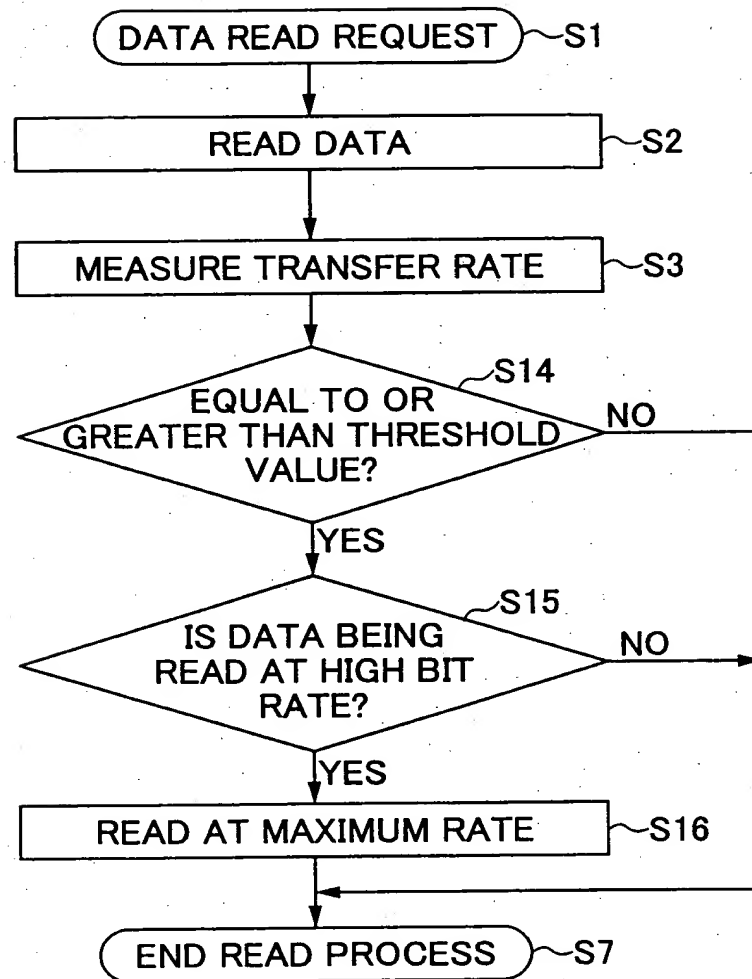 DATA READ REQUEST S1
READ DATA S2
MEASURE TRANSFER RATE S3
S14
EQUAL TO OR
GREATER THAN THRESHOLD
VALUE?
NO
YES
S15
IS DATA BEING
READ AT HIGH BIT
RATE?
NO
YES
READ AT MAXIMUM RATE S16
END READ PROCESS S7